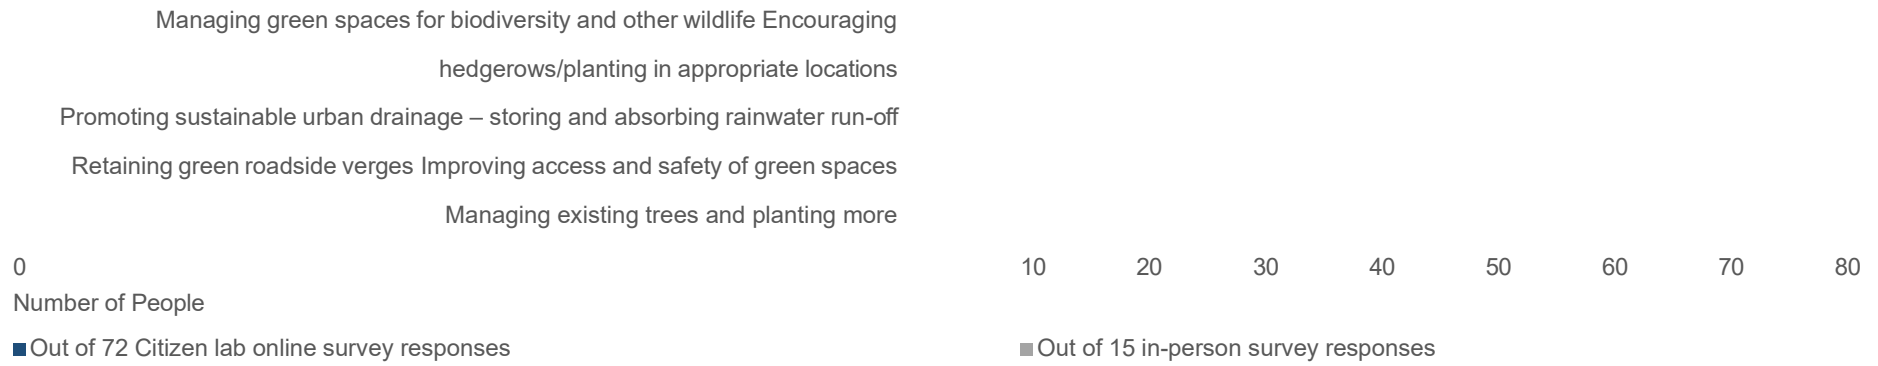 Managing green spaces for biodiversity and other wildlife Encouraging
hedgerows/planting in appropriate locations
Promoting sustainable urban drainage – storing and absorbing rainwater run-off
Retaining green roadside verges Improving access and safety of green spaces
Managing existing trees and planting more
0 10 20 30 40 50 60 70 80
Number of People
Out of 72 Citizen lab online survey responses Out of 15 in-person survey responses